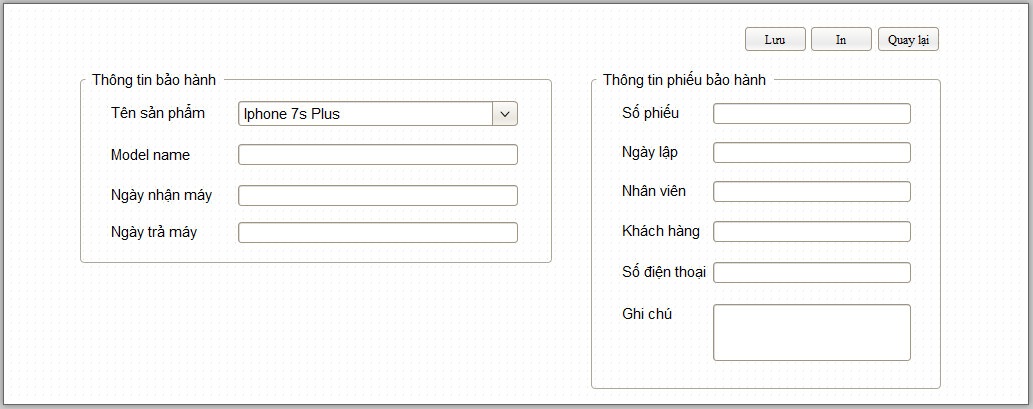 Lưu In Quay lại
Thông tin bảo hành
Tên sản phẩm Iphone 7s Plus
Model name
Ngày nhận máy
Ngày trả máy
Thông tin phiếu bảo hành
Số phiếu
Ngày lập
Nhân viên
Khách hàng
Số điện thoại
Ghi chú